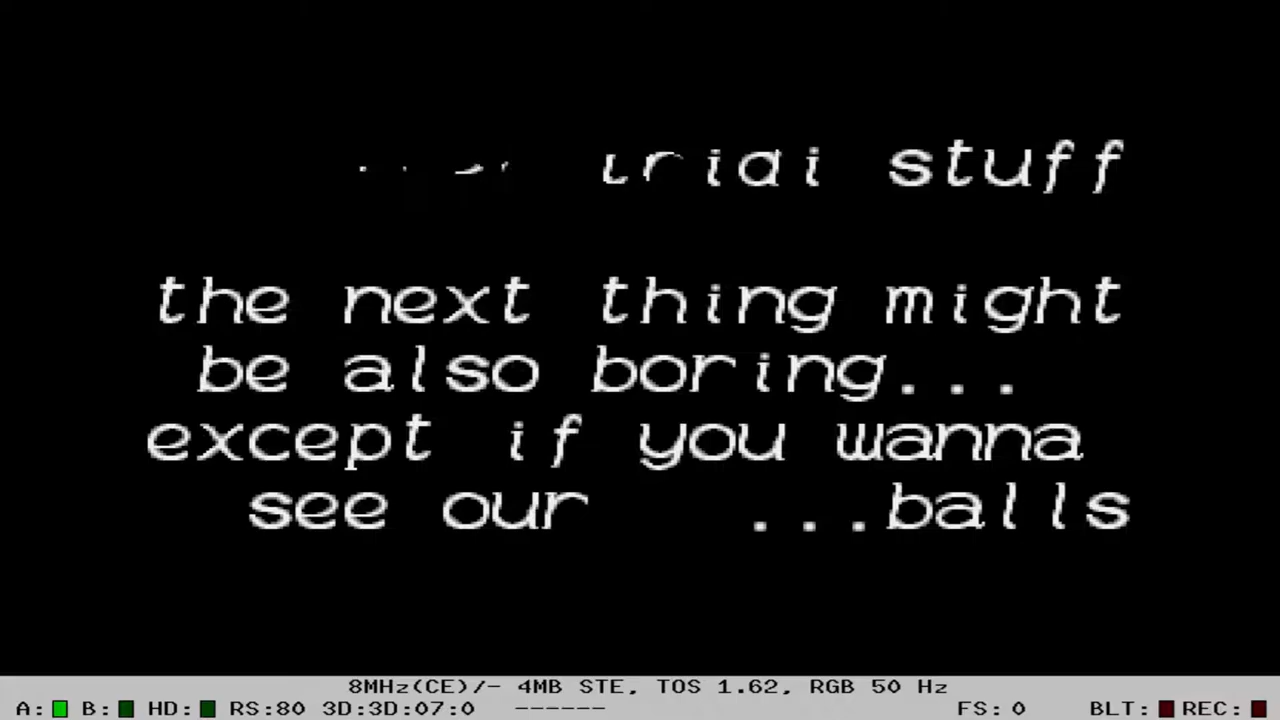 stuff
the next thing might
be also boring...
except if you wanna
see our ...balls
8MHz(CE)/- 4MB STE, TOS 1.62, RGB 50 Hz
A: B: HD: RS:80 3D:3D:07:0 ------ FS: 0 BLT: REC: